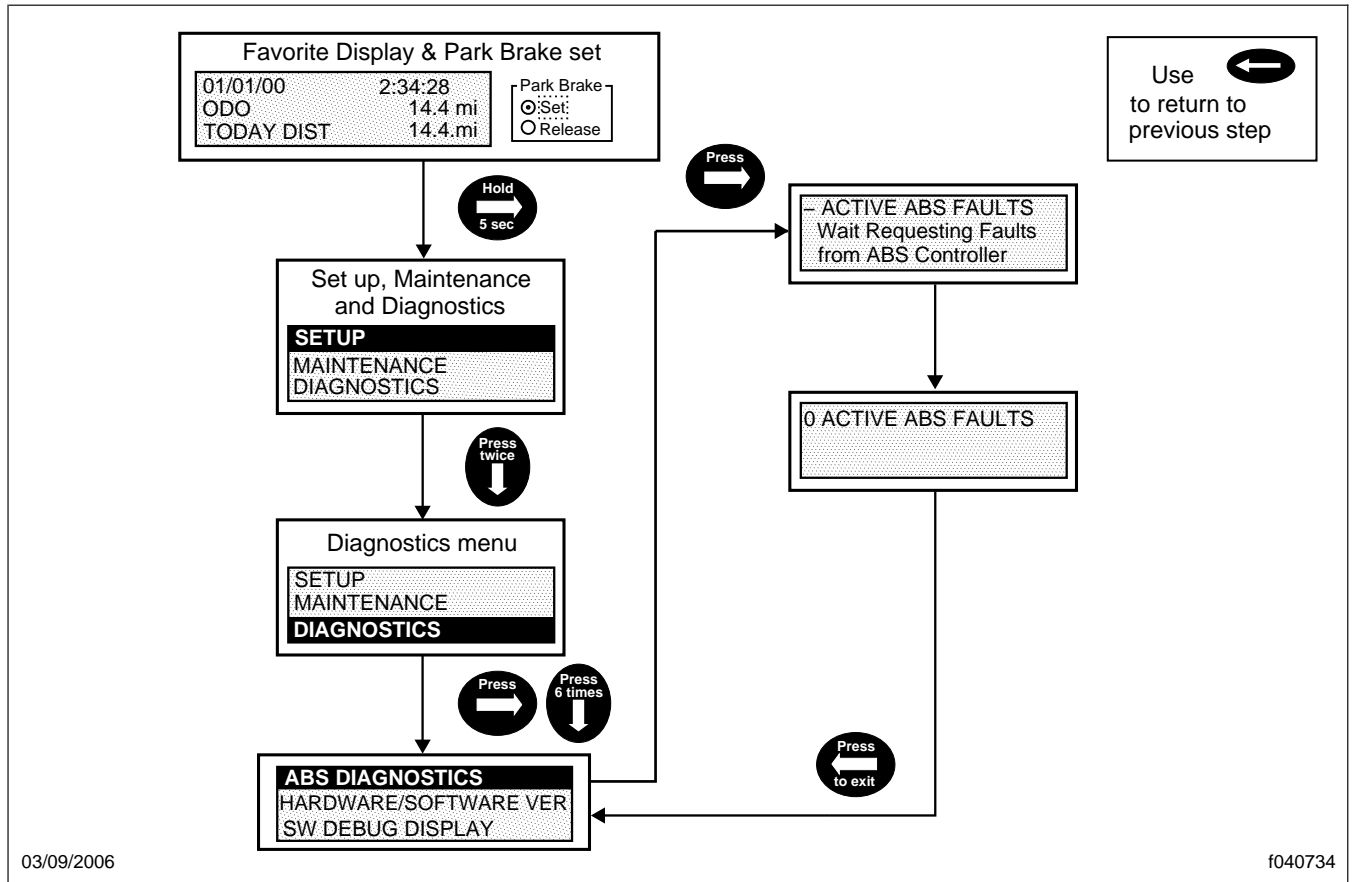 Favorite Display & Park Brake set
01/01/00 2:34:28
ODO 14.4 mi
TODAY DIST 14.4.mi
Park Brake
Set
Release
Use
to return to
previous step
Hold
5 sec
Set up, Maintenance
and Diagnostics
SETUP
MAINTENANCE
DIAGNOSTICS
Press
twice
Diagnostics menu
SETUP
MAINTENANCE
DIAGNOSTICS
Press
Press
6 times
ABS DIAGNOSTICS
HARDWARE/SOFTWARE VER
SW DEBUG DISPLAY
Press
– ACTIVE ABS FAULTS
Wait Requesting Faults
from ABS Controller
0 ACTIVE ABS FAULTS
Press
to exit
03/09/2006
f040734